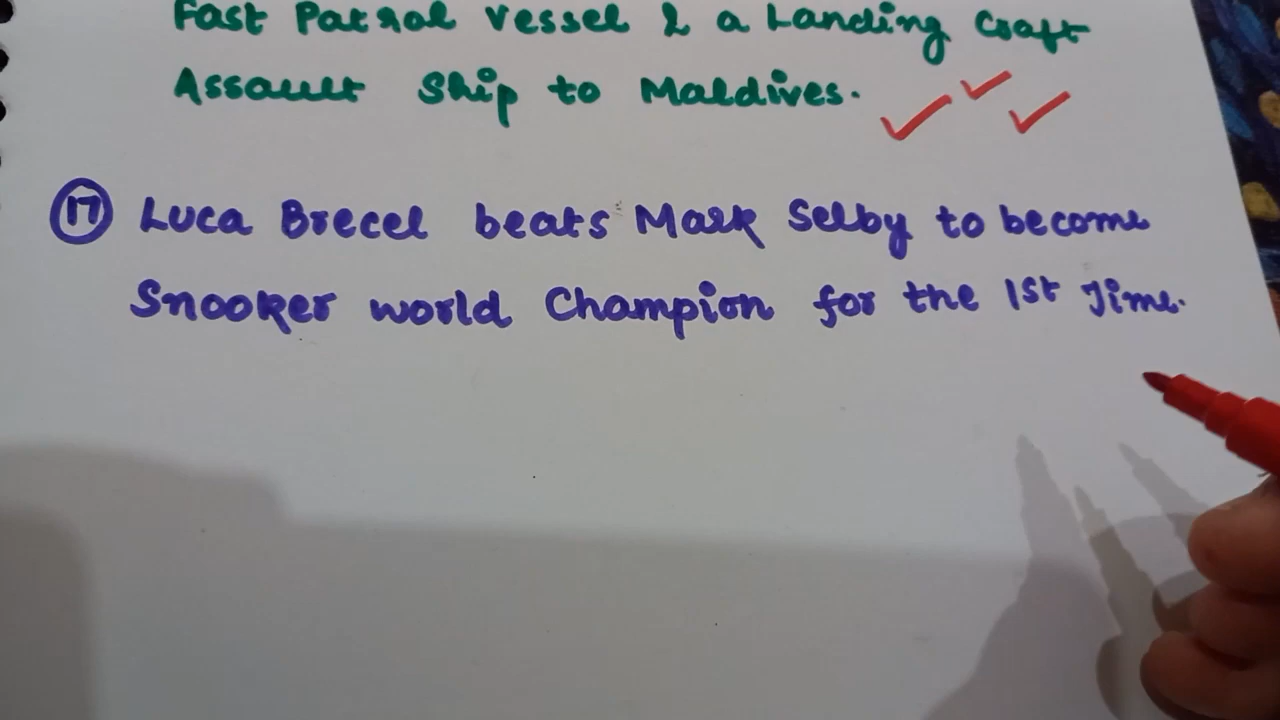 Fast Patrol Vessel & a Landing Craft
Assault Ship to Maldives.
17 Luca Brecel beats Mark Selby to become
Snooker world Champion for the 1st Time.